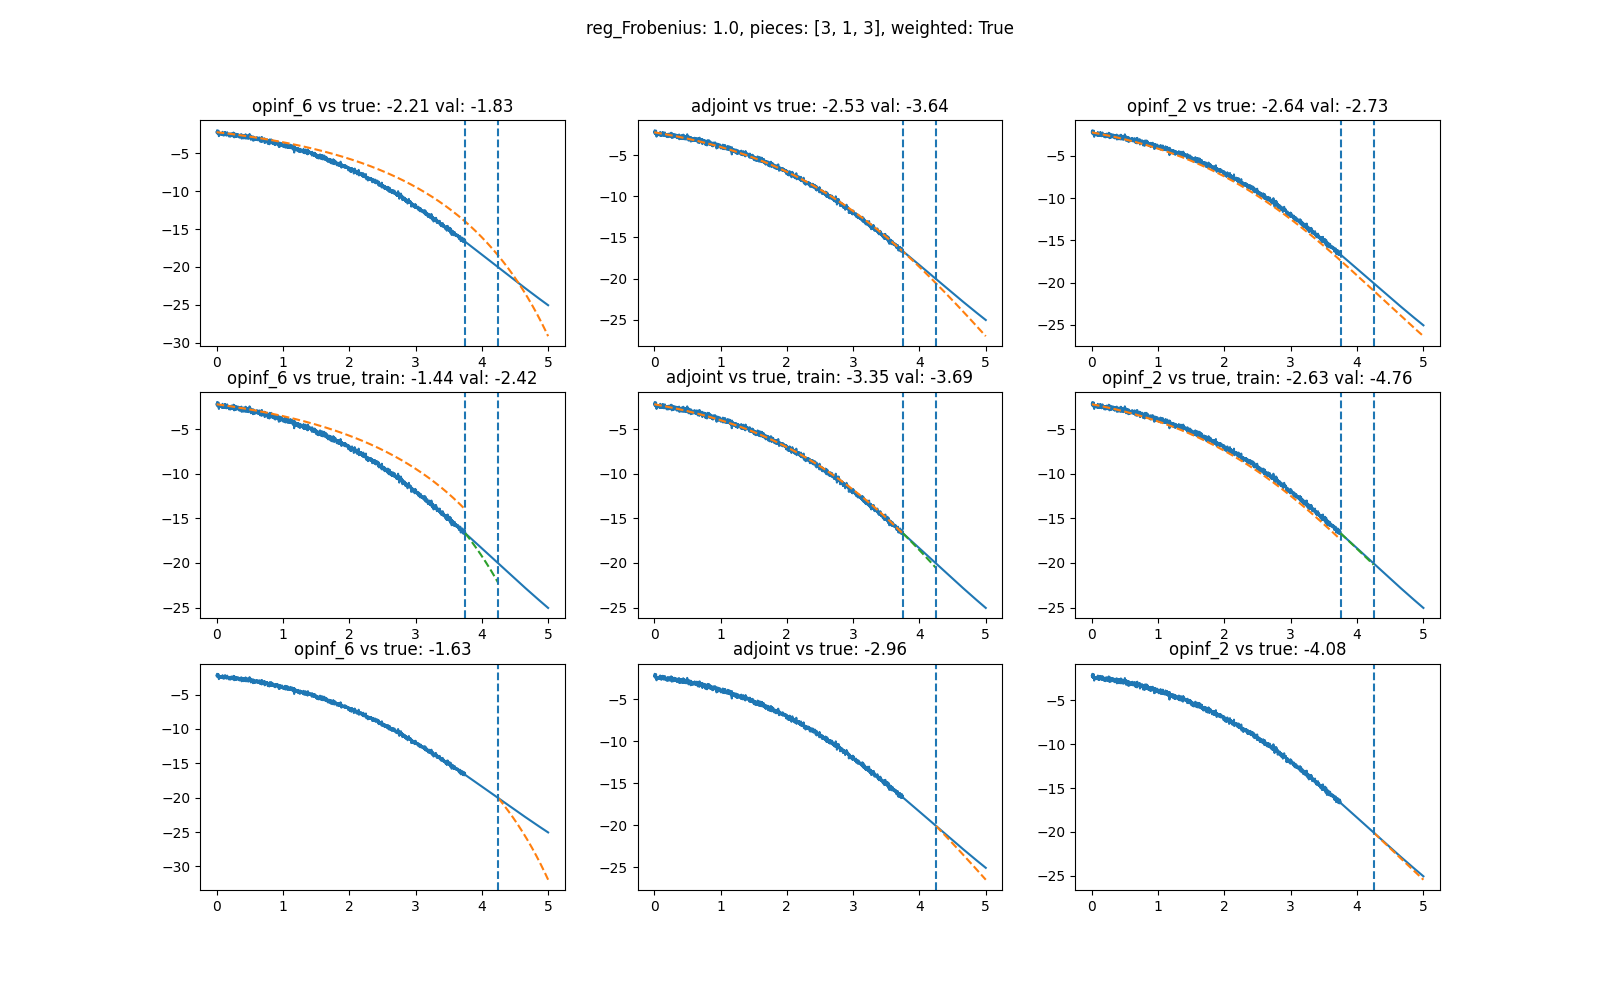 reg_Frobenius: 1.0, pieces: [3, 1, 3], weighted: True
opinf_6 vs true: -2.21 val: -1.83
adjoint vs true: -2.53 val: -3.64
opinf_2 vs true: -2.64 val: -2.73
−5
−10
−15
−20
−25
−30
0 1 2 3 4 5
−5
−10
−15
−20
−25
0 1 2 3 4 5
−5
−10
−15
−20
−25
0 1 2 3 4 5
opinf_6 vs true, train: -1.44 val: -2.42
adjoint vs true, train: -3.35 val: -3.69
opinf_2 vs true, train: -2.63 val: -4.76
−5
−10
−15
−20
−25
0 1 2 3 4 5
−5
−10
−15
−20
−25
0 1 2 3 4 5
−5
−10
−15
−20
−25
0 1 2 3 4 5
opinf_6 vs true: -1.63
adjoint vs true: -2.96
opinf_2 vs true: -4.08
−5
−10
−15
−20
−25
−30
0 1 2 3 4 5
−5
−10
−15
−20
−25
0 1 2 3 4 5
−5
−10
−15
−20
−25
0 1 2 3 4 5